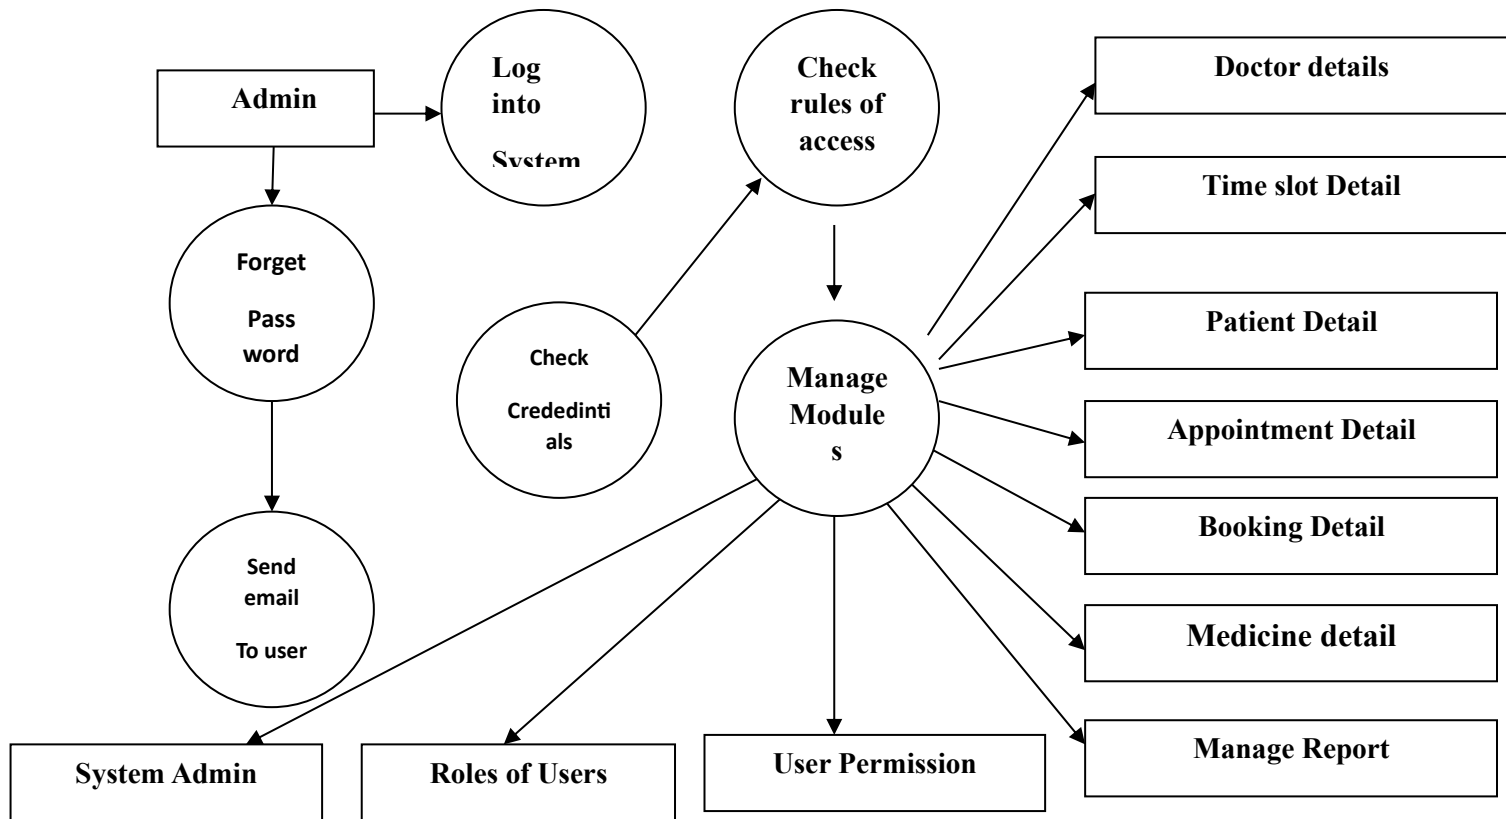 Admin
Log
into
System
Check
rules of
access
Doctor details
Time slot Detail
Forget
Pass
word
Check
Crededinti
als
Manage
Module
s
Patient Detail
Appointment Detail
Booking Detail
Medicine detail
Manage Report
Send
email
To user
System Admin
Roles of Users
User Permission